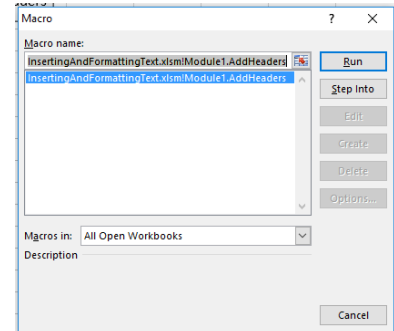 Macro ? X
Macro name:
InsertingAndFormattingText.xlsm!Module1.AddHeaders
Run
InsertingAndFormattingText.xlsm!Module1.AddHeaders
Step Into
Edit
Create
Delete
Options...
Macros in: All Open Workbooks
Description
Cancel